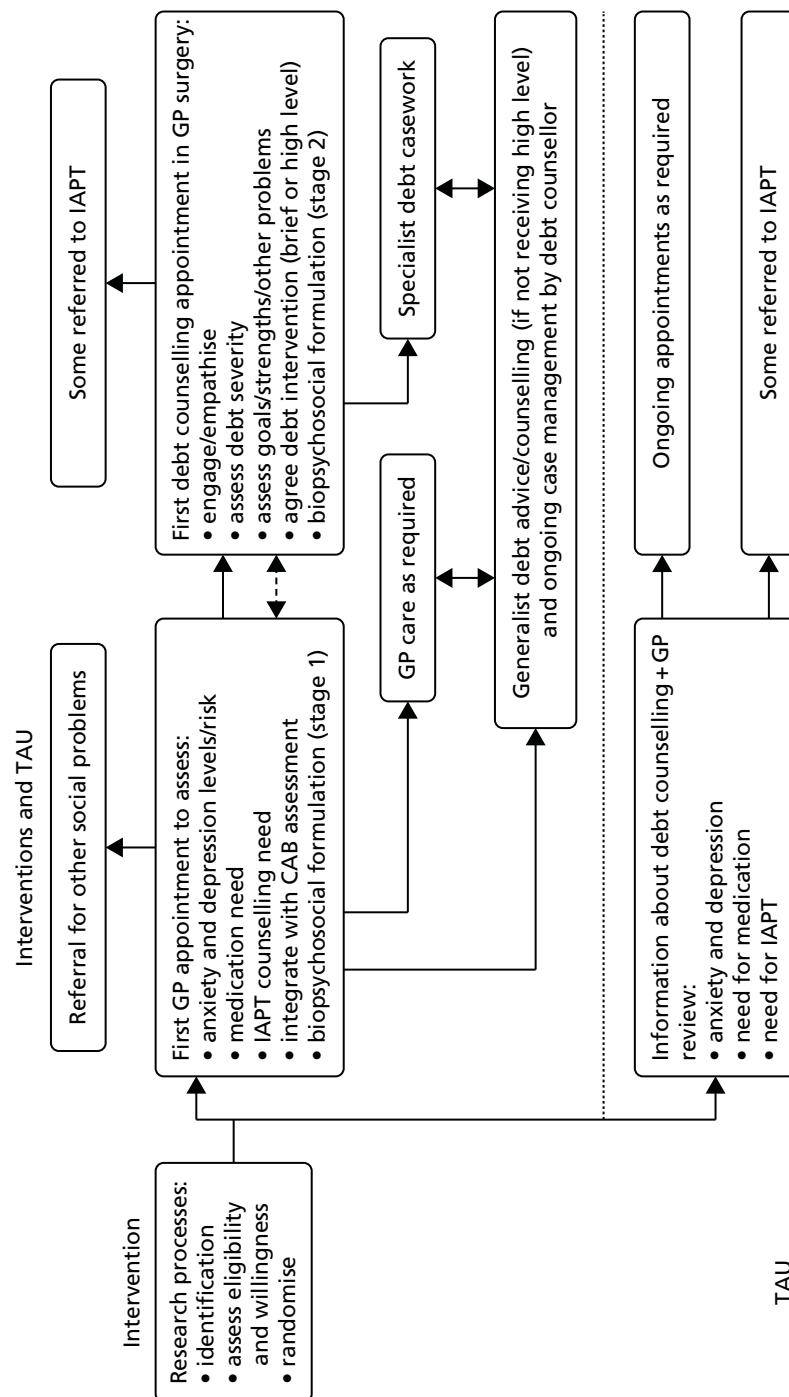 Intervention
Research processes:
• identification
• assess eligibility
and willingness
• randomise
Interventions and TAU
Referral for other social problems
First GP appointment to assess:
• anxiety and depression levels/risk
• medication need
• IAPT counselling need
• integrate with CAB assessment
• biopsychosocial formulation (stage 1)
Some referred to IAPT
First debt counselling appointment in GP surgery:
• engage/empathise
• assess debt severity
• assess goals/strengths/other problems
• agree debt intervention (brief or high level)
• biopsychosocial formulation (stage 2)
GP care as required
Specialist debt casework
Generalist debt advice/counselling (if not receiving high level)
and ongoing case management by debt counsellor
TAU
Information about debt counselling + GP
review:
• anxiety and depression
• need for medication
• need for IAPT
Ongoing appointments as required
Some referred to IAPT